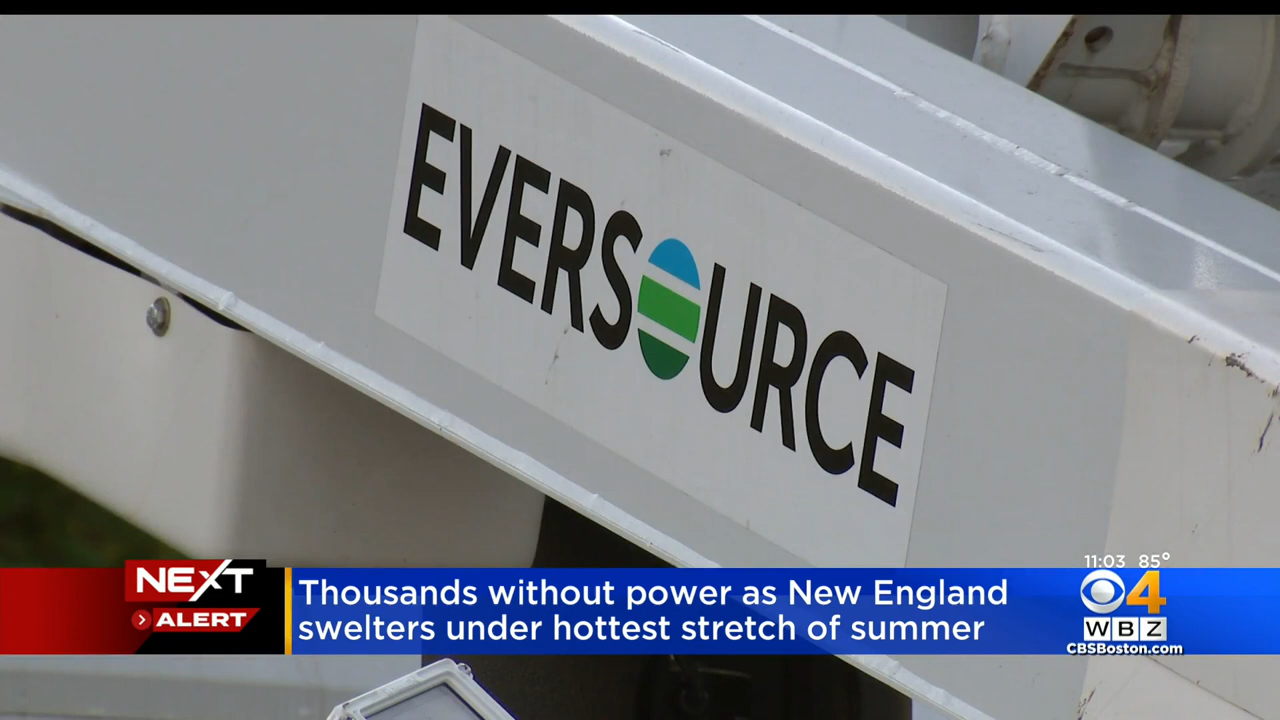 EVERSOURCE
NEXT
ALERT
Thousands without power as New England
swelters under hottest stretch of summer
11:03 85°
4
WBZ
CBSBoston.com